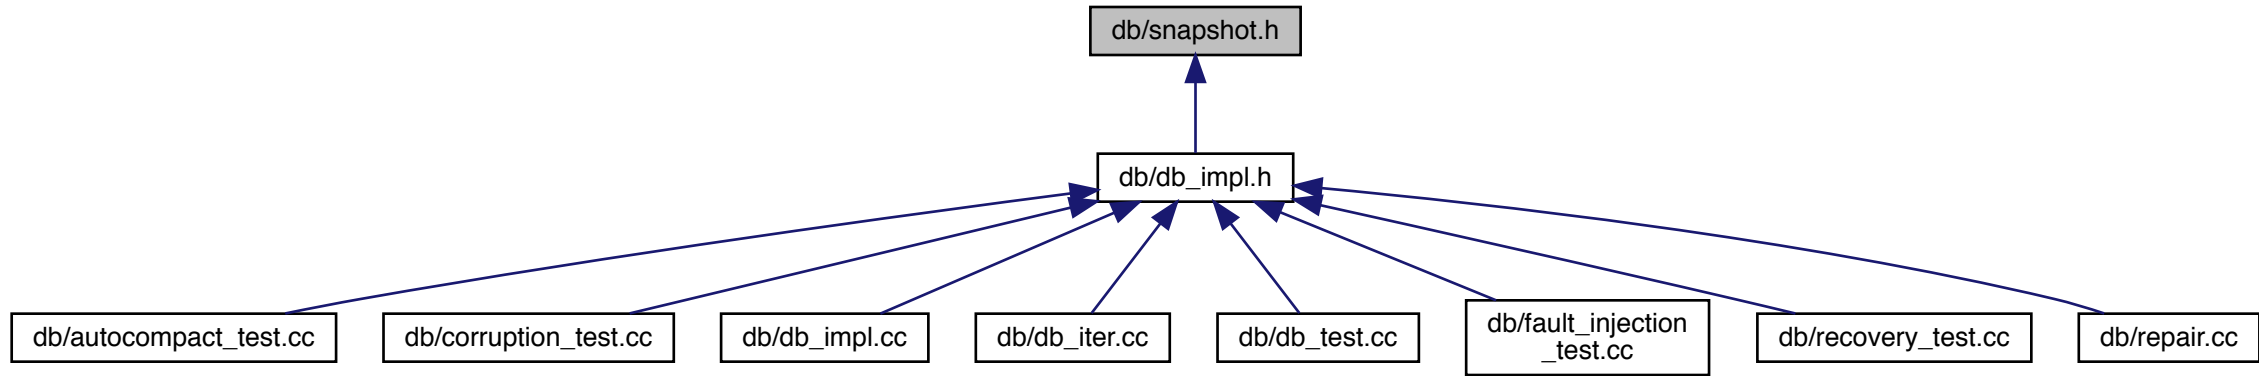 db/snapshot.h
db/db_impl.h
db/autocompact_test.cc
db/corruption_test.cc
db/db_impl.cc
db/db_iter.cc
db/db_test.cc
db/fault_injection
_test.cc
db/recovery_test.cc
db/repair.cc